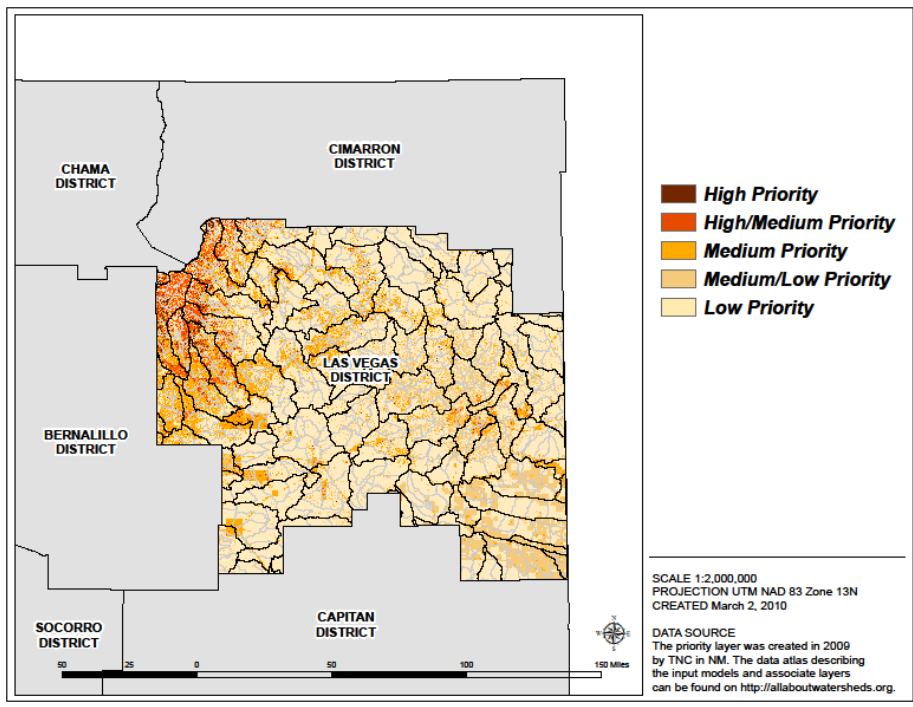 CIMARRON
DISTRICT
CHAMA
DISTRICT
LAS VEGAS
DISTRICT
BERNALILLO
DISTRICT
SOCORRO
DISTRICT
CAPITAN
DISTRICT
50 25 0 50 100 150 Miles
N
W E
S
High Priority
High/Medium Priority
Medium Priority
Medium/Low Priority
Low Priority
SCALE 1:2,000,000
PROJECTION UTM NAD 83 Zone 13N
CREATED March 2, 2010
DATA SOURCE
The priority layer was created in 2009
by TNC in NM. The data atlas describing
the input models and associate layers
can be found on http://allaboutwatersheds.org.